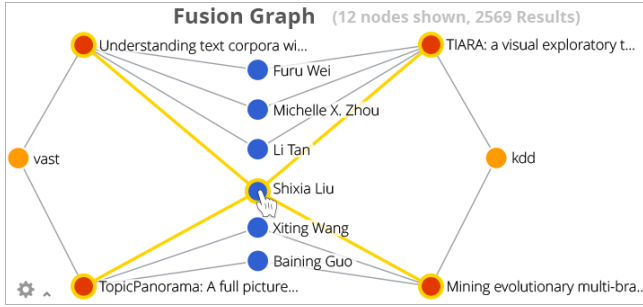 Fusion Graph (12 nodes shown, 2569 Results)
Understanding text corpora wi...
TIARA: a visual exploratory t...
Furu Wei
Michelle X. Zhou
Li Tan
vast
kdd
Shixia Liu
Xiting Wang
Baining Guo
TopicPanorama: A full picture...
Mining evolutionary multi-bra...